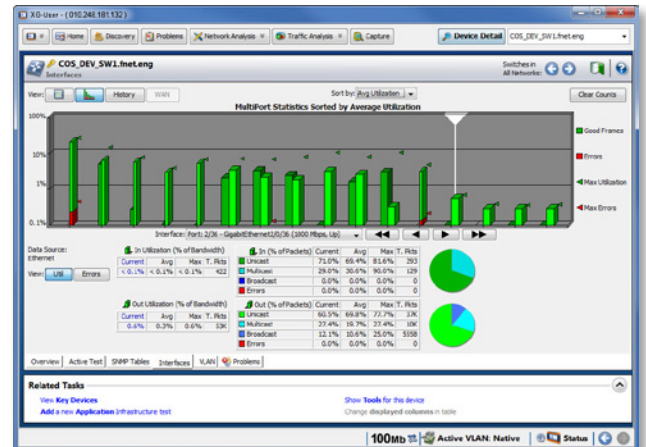 XG-User - ( 010.248.181.132 )
Home Discovery Problems Network Analysis Traffic Analysis Capture Device Detail COS_DEV_SW1.fnet.eng
COS_DEV_SW1.fnet.eng
Interfaces
Switches in
All Networks:
View: History WAN Sort by: Avg Utilization Clear Counts
MultiPort Statistics Sorted by Average Utilization
100%
10%
1%
0.1%
Good Frames
Errors
Max Utilization
Max Errors
Interface: Port: 2/36 - GigabitEthernet2/0/36 (1000 Mbps, Up)
Data Source:
Ethernet
View: Util Errors
In Utilization (% of Bandwidth)
Current Avg Max T. Pkts
< 0.1% < 0.1% < 0.1% 422
In (% of Packets) Current Avg Max T. Pkts
Unicast 71.0% 69.4% 81.6% 293
Multicast 29.0% 30.6% 90.0% 129
Broadcast 0.0% 0.0% 0.0% 0
Errors 0.0% 0.0% 0.0% 0
Out Utilization (% of Bandwidth)
Current Avg Max T. Pkts
0.6% 0.3% 0.6% 53K
Out (% of Packets) Current Avg Max T. Pkts
Unicast 60.5% 69.8% 77.7% 37K
Multicast 27.4% 19.7% 27.4% 10K
Broadcast 12.1% 10.6% 25.0% 5158
Errors 0.0% 0.0% 0.0% 0
Overview Active Test SNMP Tables Interfaces VLAN Problems
Related Tasks
View Key Devices
Add a new Application Infrastructure test
Show Tools for this device
Change displayed columns in table
100Mb Active VLAN: Native Status